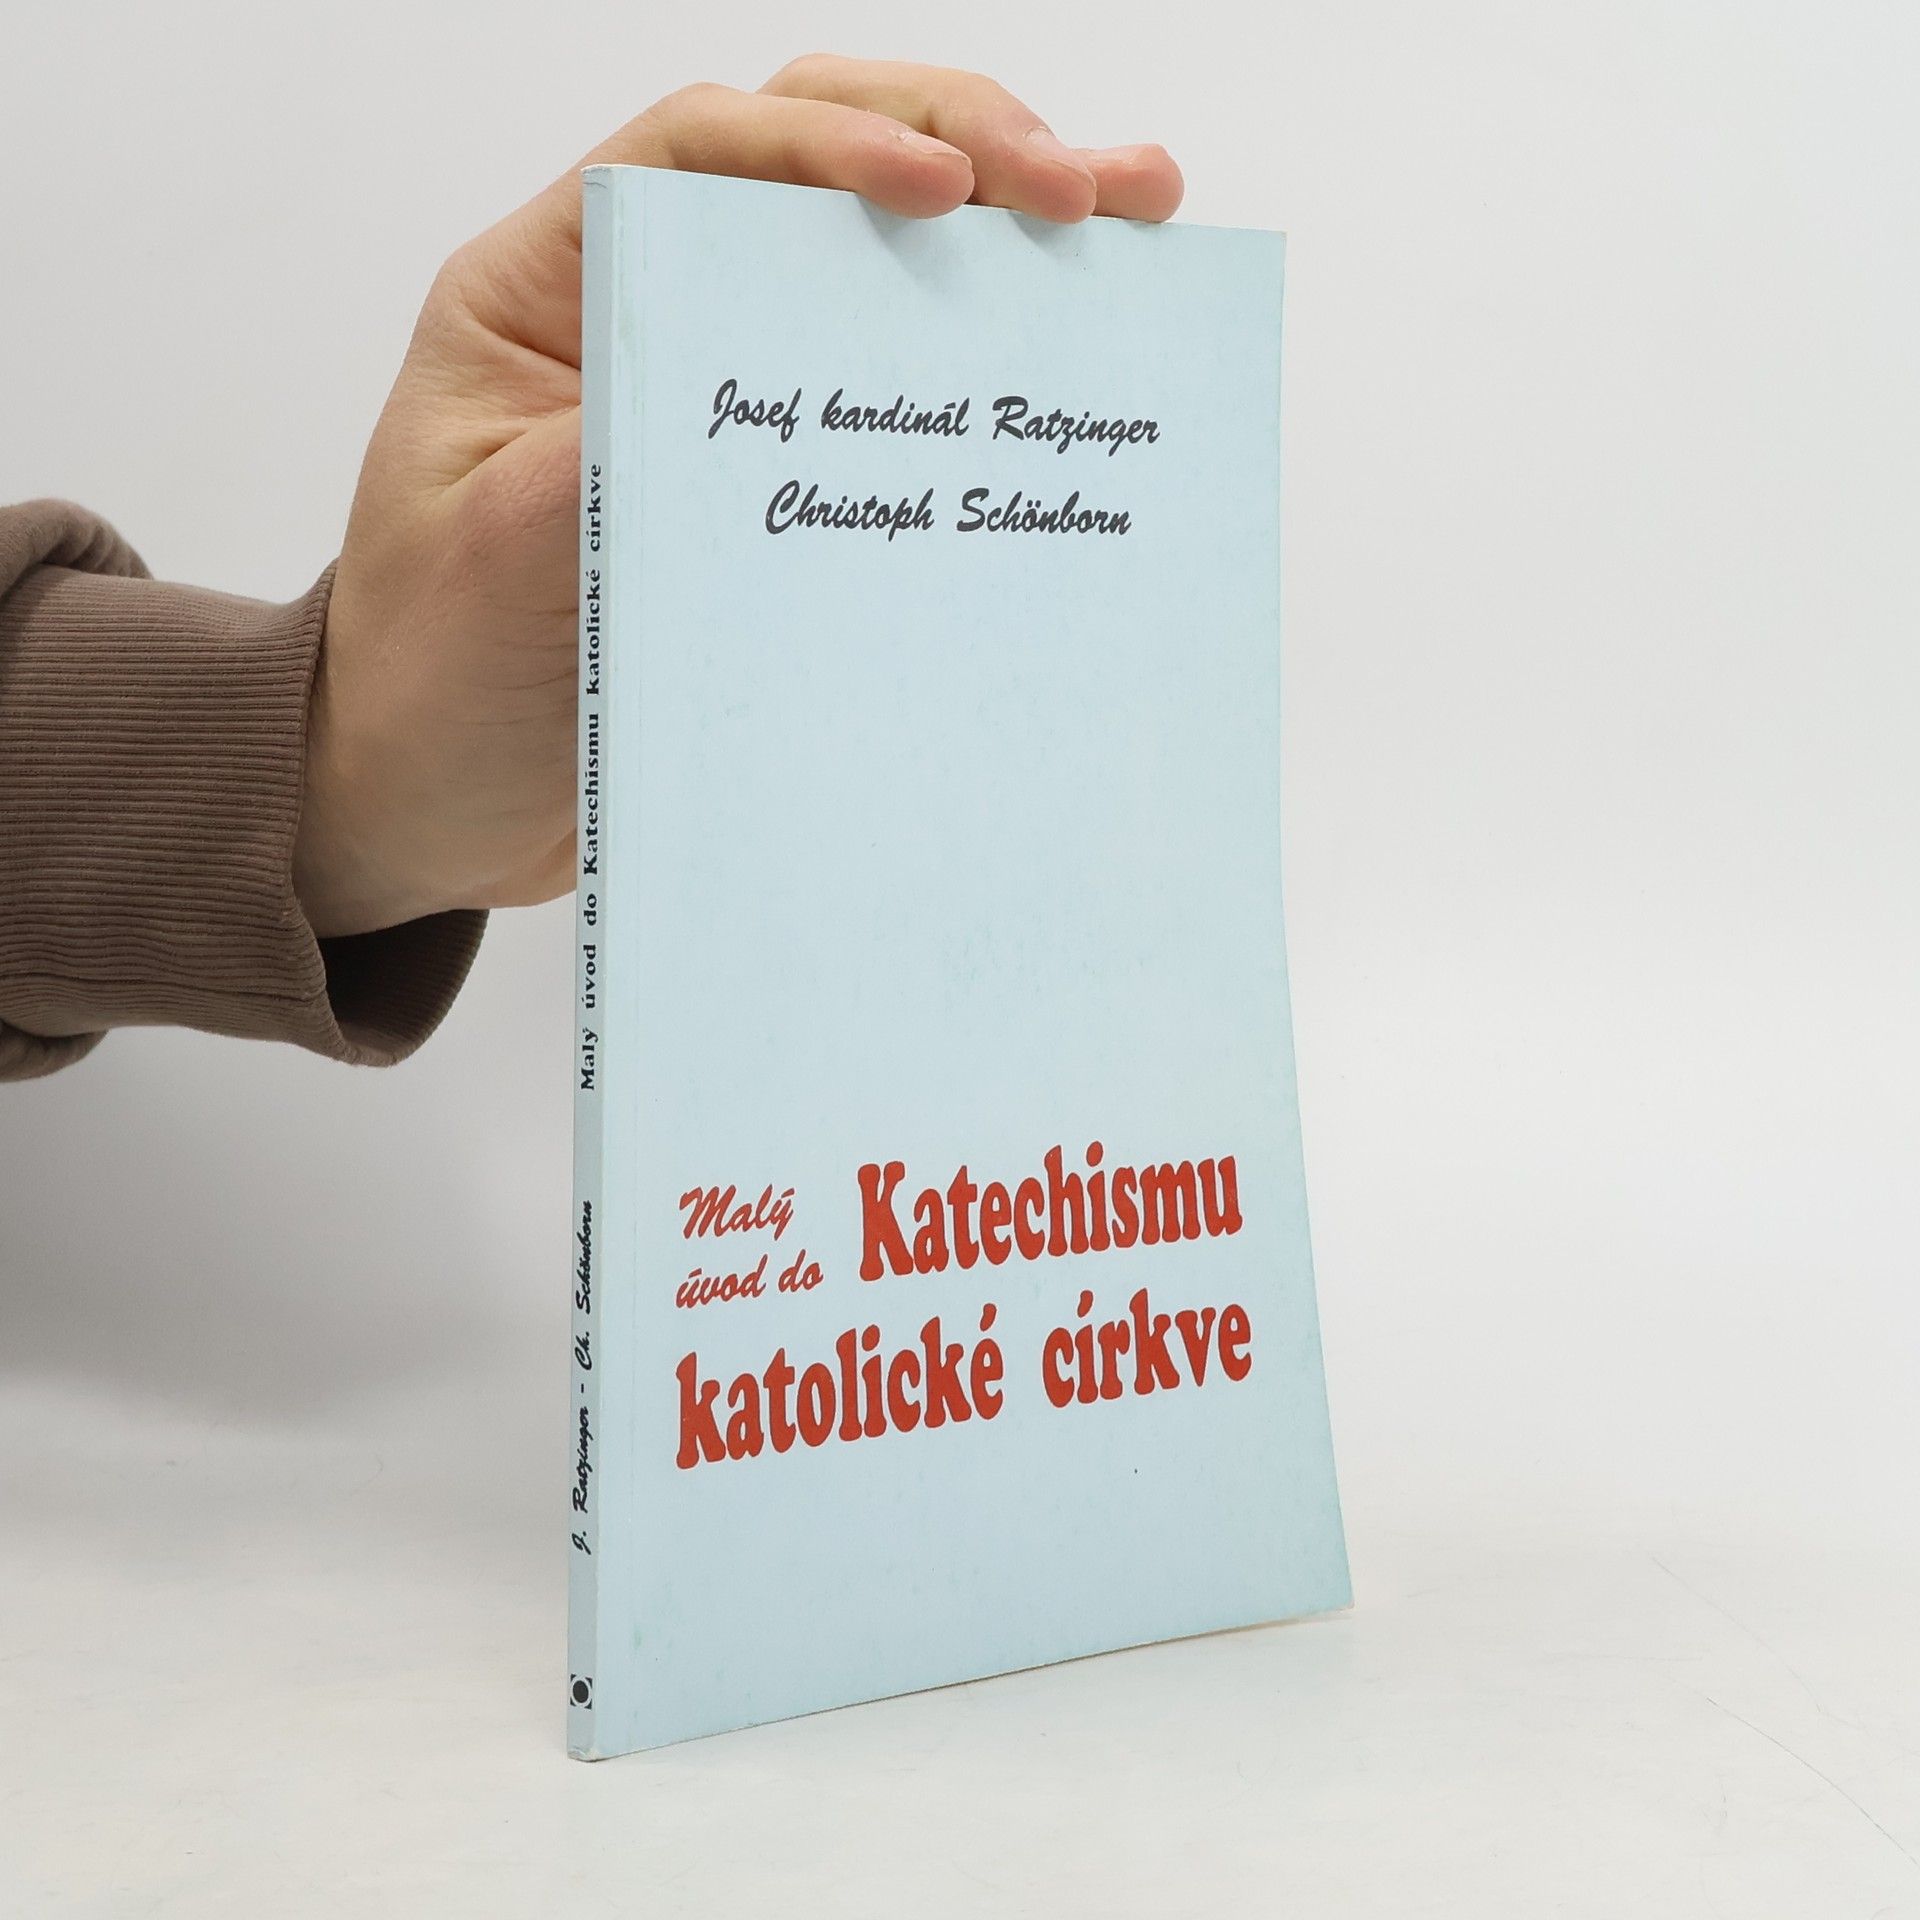 Josef kardinál Ratzinger
Christoph Schönborn
Malý
úvod do Katechismu
katolické církve
J. Ratzinger - Ch. Schönborn Malý úvod do Katechismu katolické církve